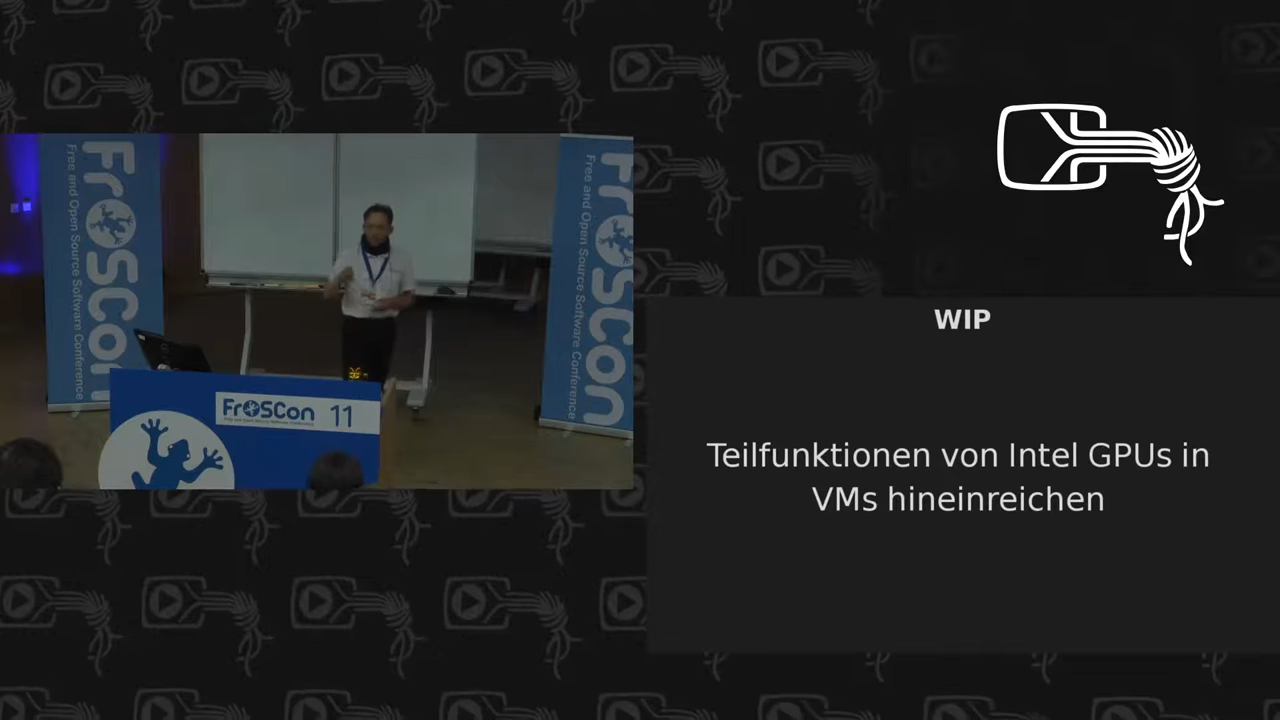 FrOSCon
Free and Open Source Software Conference
FrOSCon
Free and Open Source Software Conference
FrOSCon 11
WIP
Teilfunktionen von Intel GPUs in
VMs hineinreichen